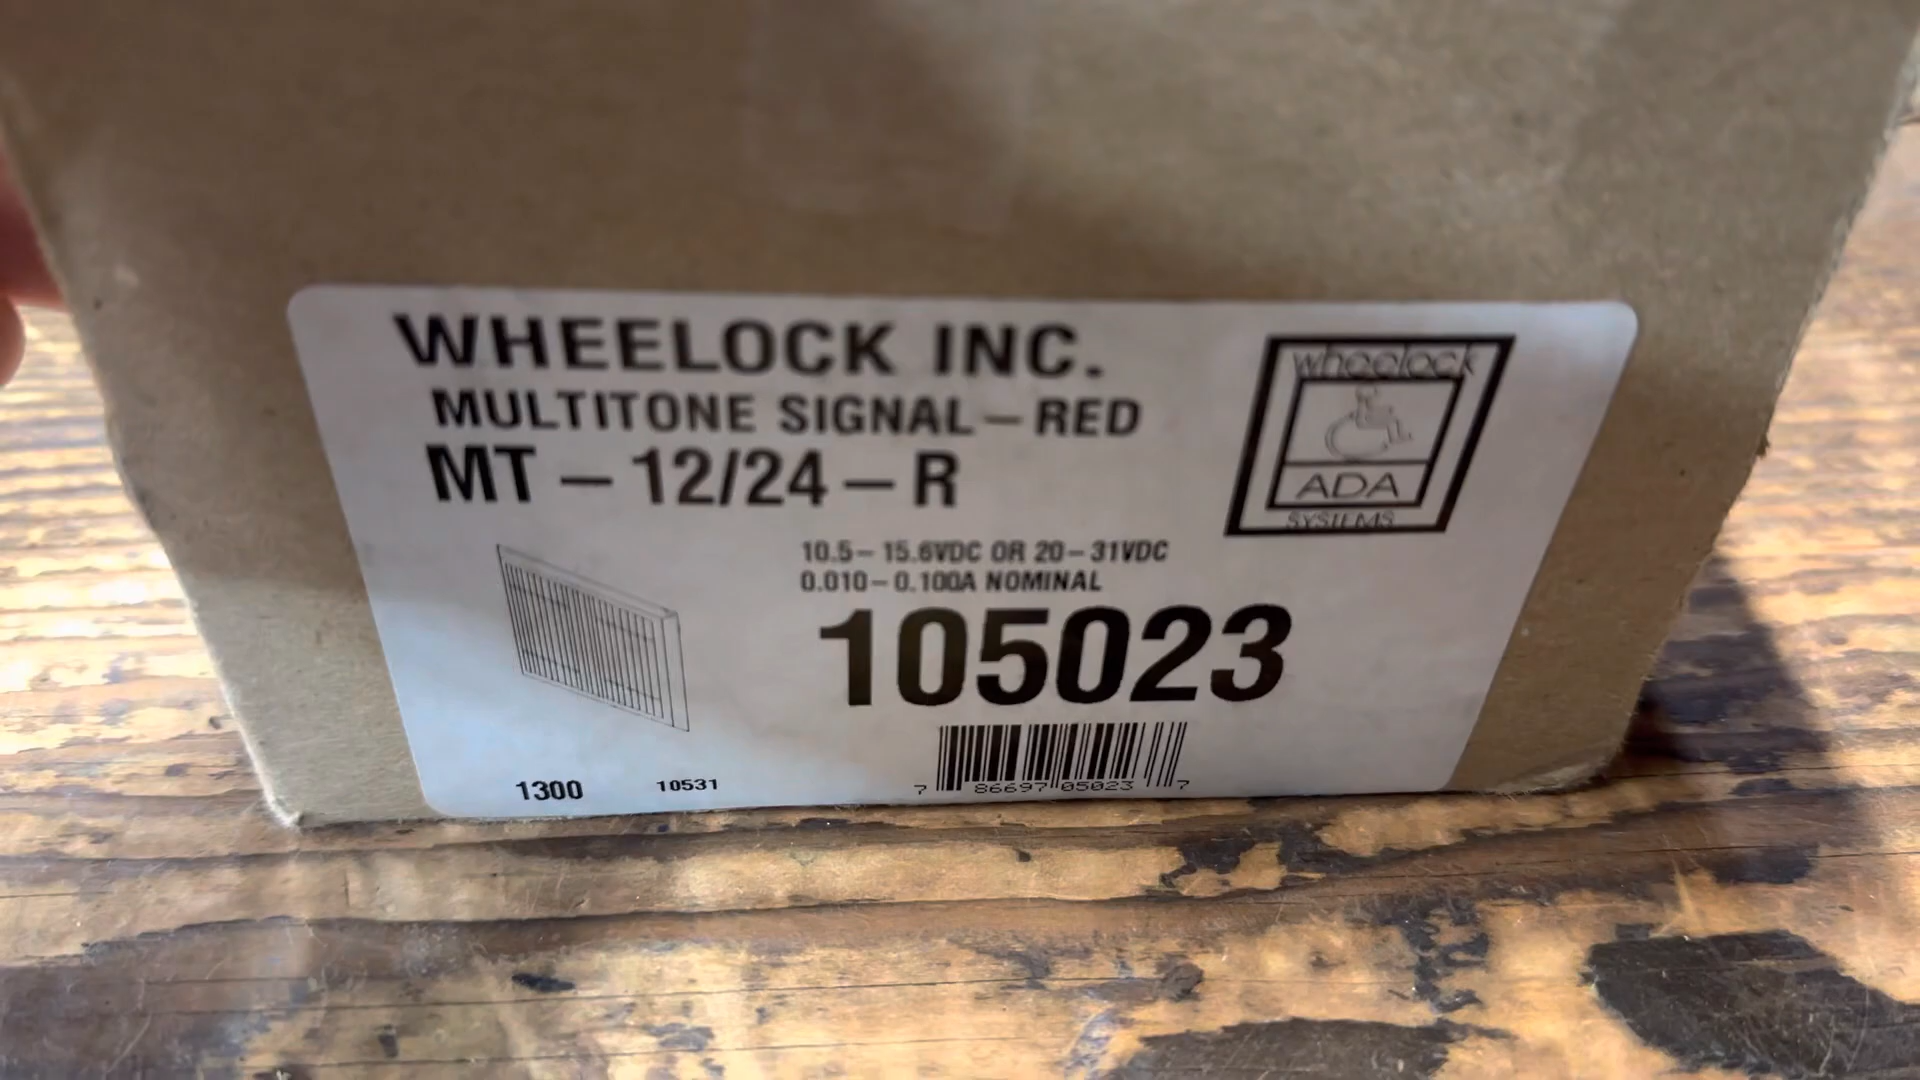 WHEELOCK INC.
MULTITONE SIGNAL – RED
MT – 12/24 – R
wheelock
ADA
SYSTEMS
10.5 – 15.6VDC OR 20 – 31VDC
0.010 – 0.100A NOMINAL
105023
1300
10531
7 86697 05023 7